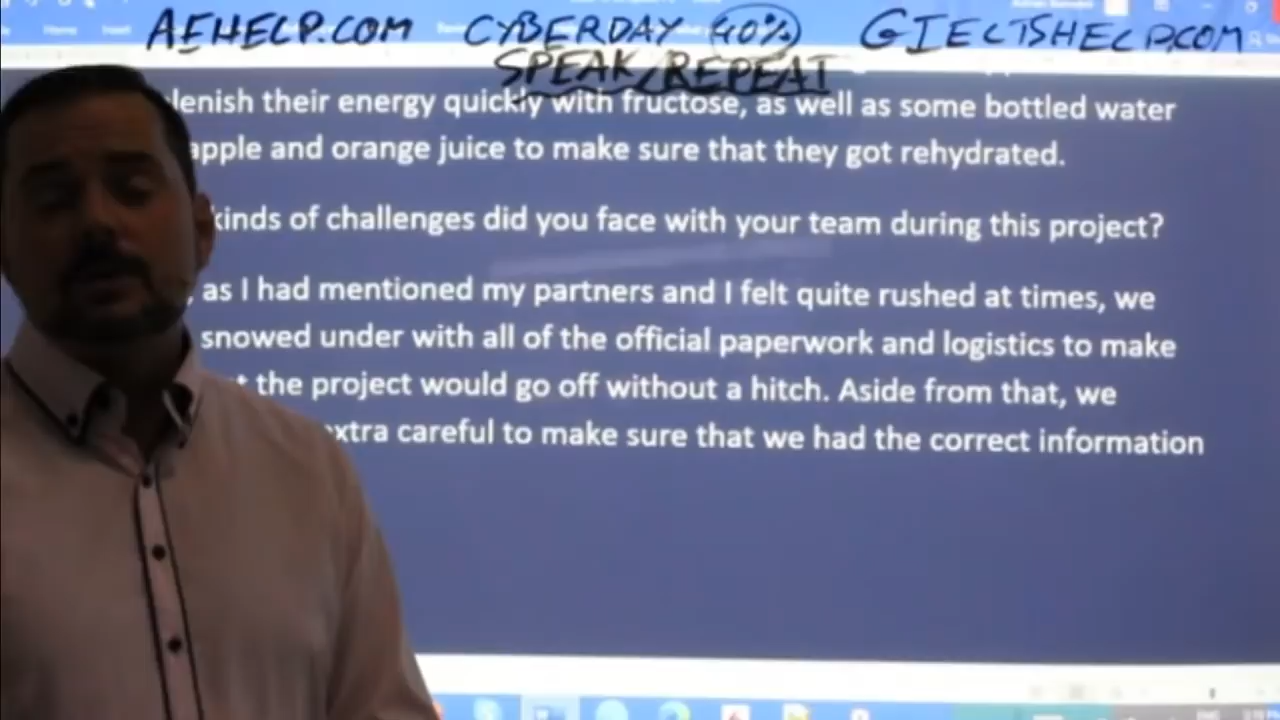 AEHELP.COM CYBERDAY 40% GIELTSHELP.COM
SPEAK/REPEAT
lenish their energy quickly with fructose, as well as some bottled water
apple and orange juice to make sure that they got rehydrated.
kinds of challenges did you face with your team during this project?
, as I had mentioned my partners and I felt quite rushed at times, we
snowed under with all of the official paperwork and logistics to make
the project would go off without a hitch. Aside from that, we
xtra careful to make sure that we had the correct information